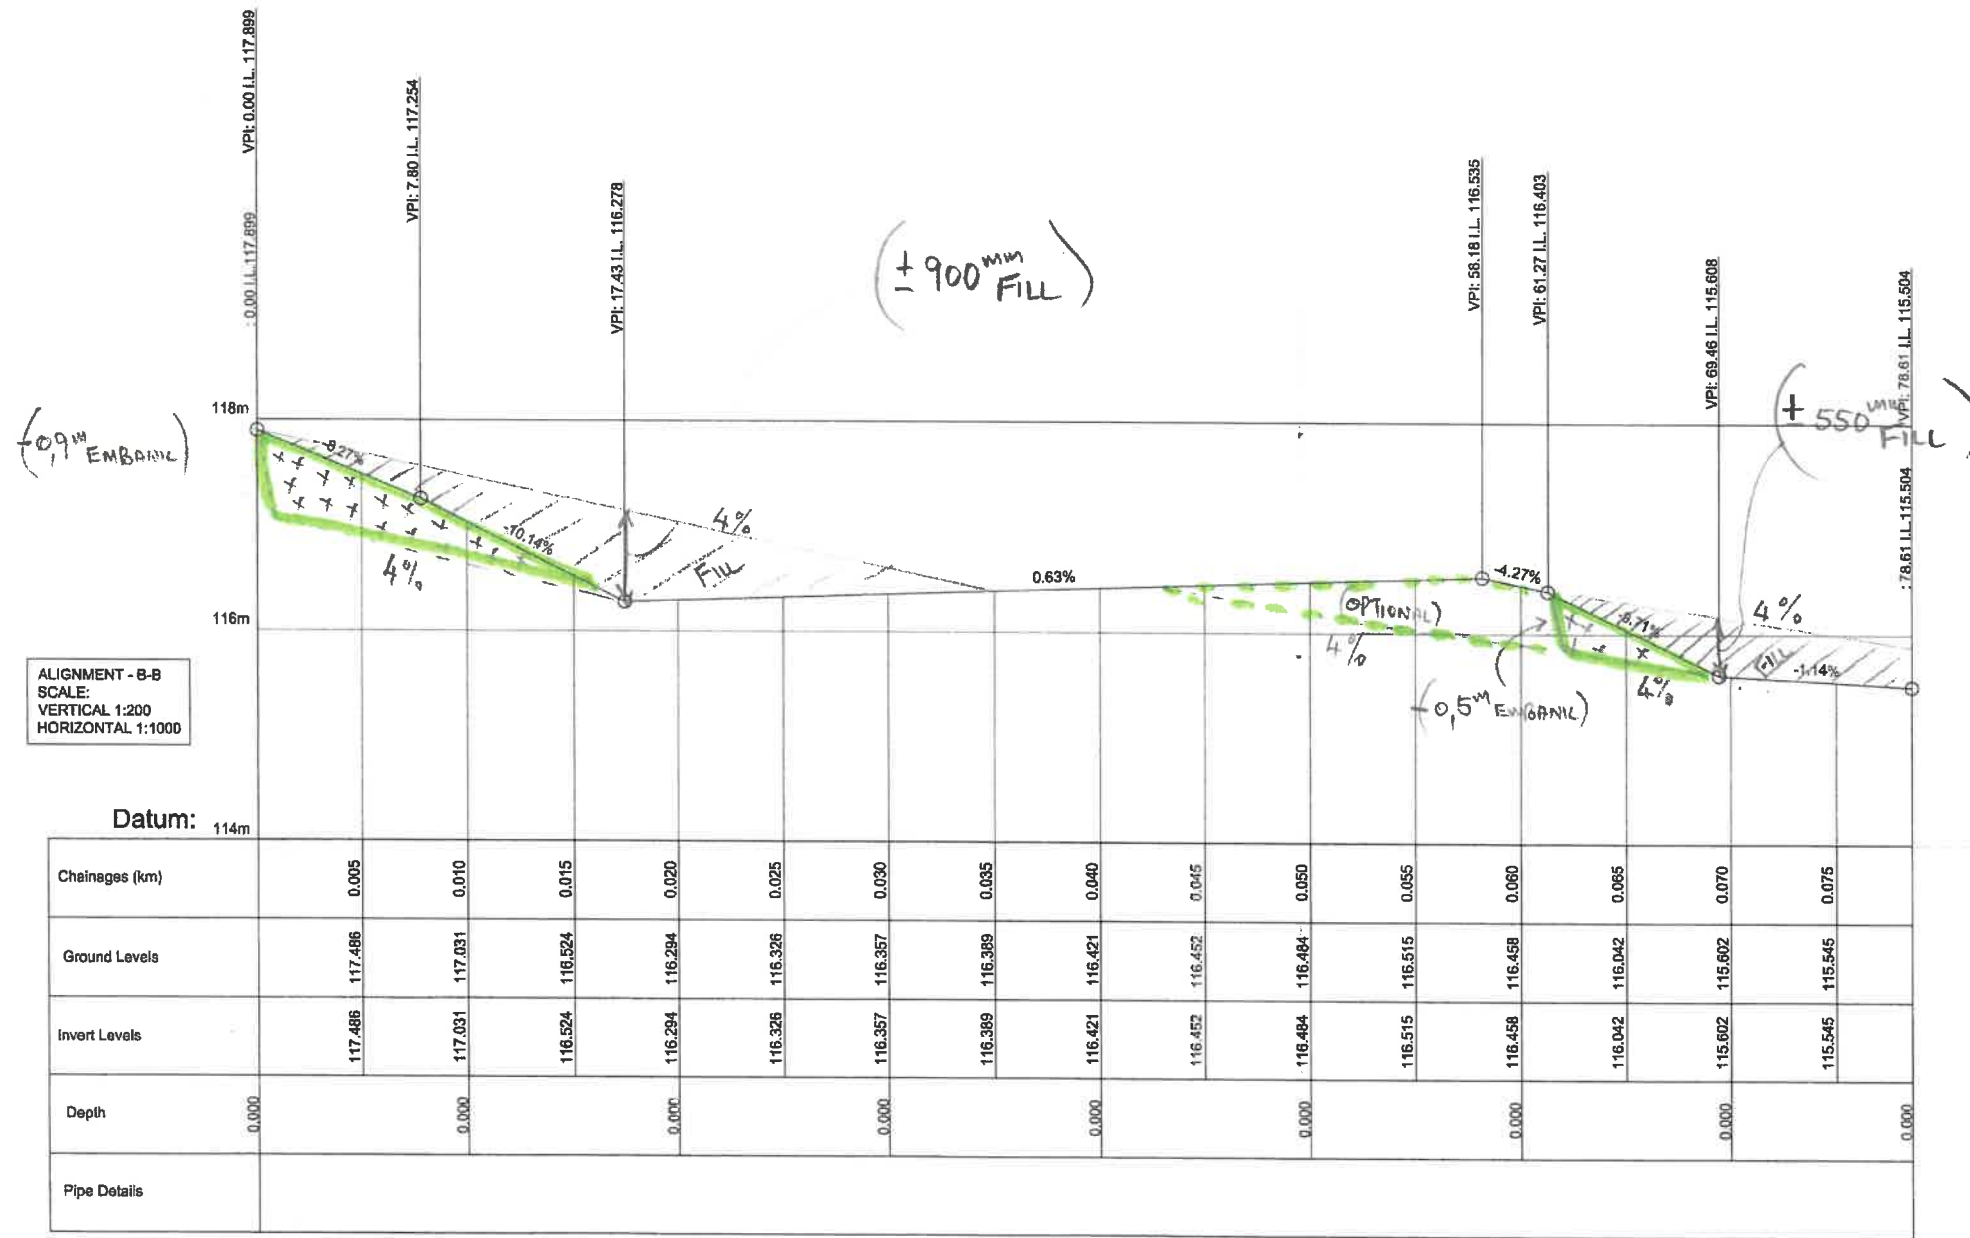 VPI: 0.00 I.L. 117.899
: 0.00 I.L.117.899
VPI: 7.80 I.L. 117.254
VPI: 17.43 I.L. 116.278
VPI: 58.18 I.L. 116.535
VPI: 61.27 I.L. 116.403
VPI: 69.46 I.L. 115.608
VPI: 78.61 I.L. 115.504
: 78.61 I.L.115.504
(± 900 mm FILL)
(± 550 mm FILL)
118m
-8.27%
-10.14%
4%
FILL
4%
0.63%
-4.27%
(OPTIONAL)
4%
4%
FILL
-1.14%
4%
116m
ALIGNMENT - B-B
SCALE:
VERTICAL 1:200
HORIZONTAL 1:1000
Datum:
114m
Chainages (km) 0.005 0.010 0.015 0.020 0.025 0.030 0.035 0.040 0.045 0.050 0.055 0.060 0.065 0.070 0.075
Ground Levels 117.486 117.031 116.524 116.294 116.326 116.357 116.389 116.421 116.452 116.484 116.515 116.458 116.042 115.602 115.545
Invert Levels 117.486 117.031 116.524 116.294 116.326 116.357 116.389 116.421 116.452 116.484 116.515 116.458 116.042 115.602 115.545
Depth 0.000 0.000 0.000 0.000 0.000 0.000 0.000 0.000 0.000
Pipe Details